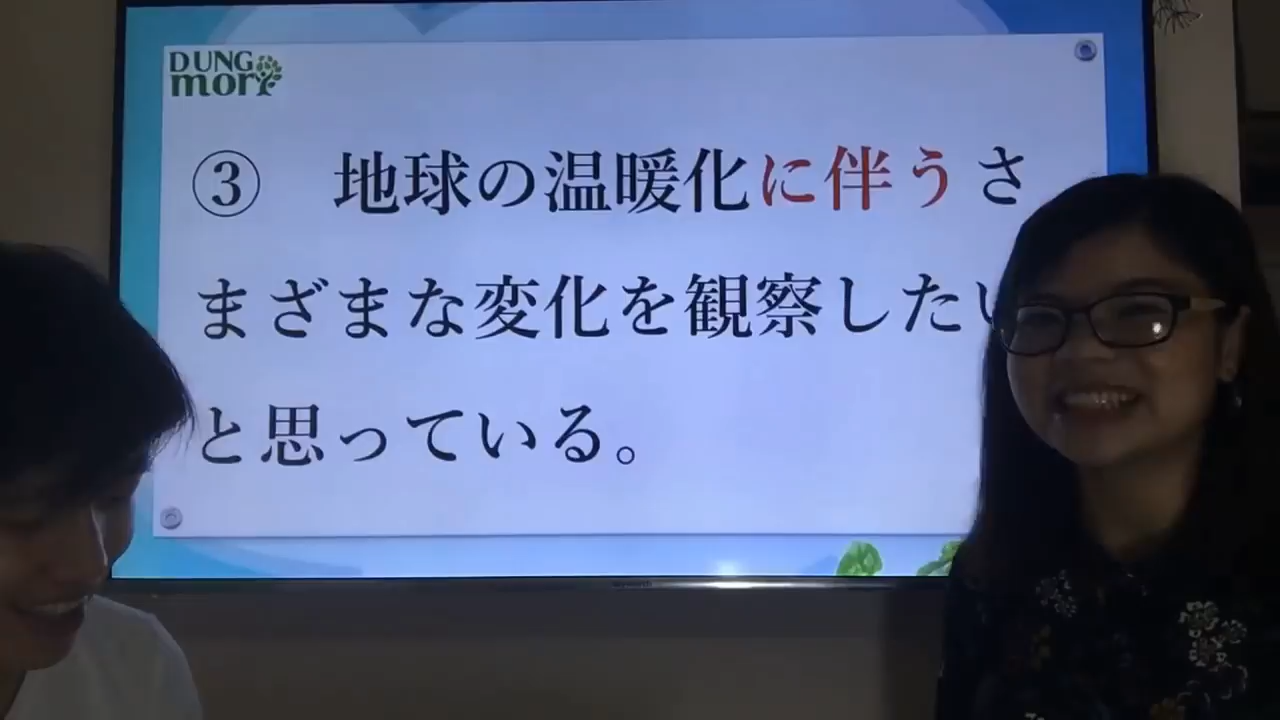 DUNG
mori
③ 地球の温暖化に伴うさ
まざまな変化を観察したい
と思っている。